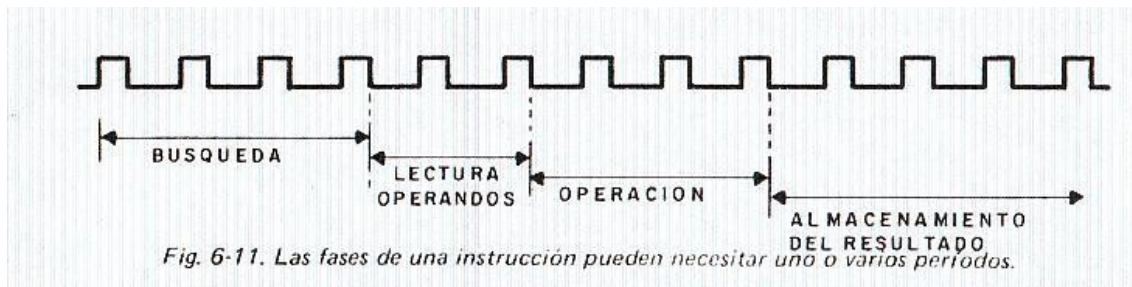 BUSQUEDA
LECTURA
OPERANDOS
OPERACION
ALMACENAMIENTO
DEL RESULTADO
Fig. 6-11. Las fases de una instrucción pueden necesitar uno o varios períodos.